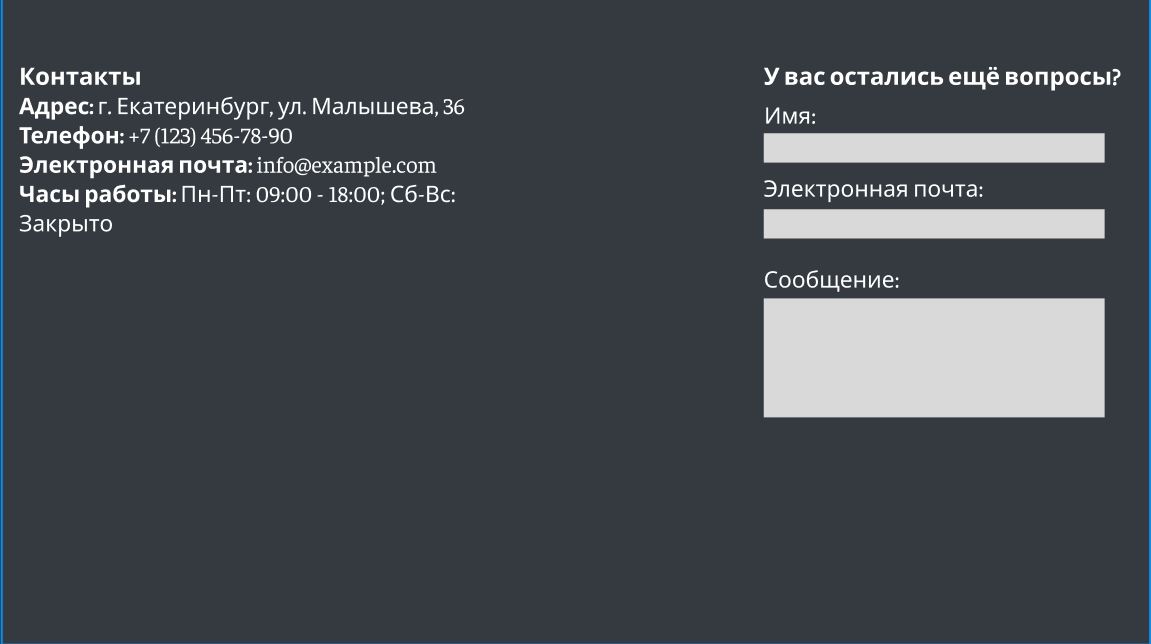 Контакты
Адрес: г. Екатеринбург, ул. Малышева, 36
Телефон: +7 (123) 456-78-90
Электронная почта: info@example.com
Часы работы: Пн-Пт: 09:00 - 18:00; Сб-Вс:
Закрыто
У вас остались ещё вопросы?
Имя:
Электронная почта:
Сообщение: